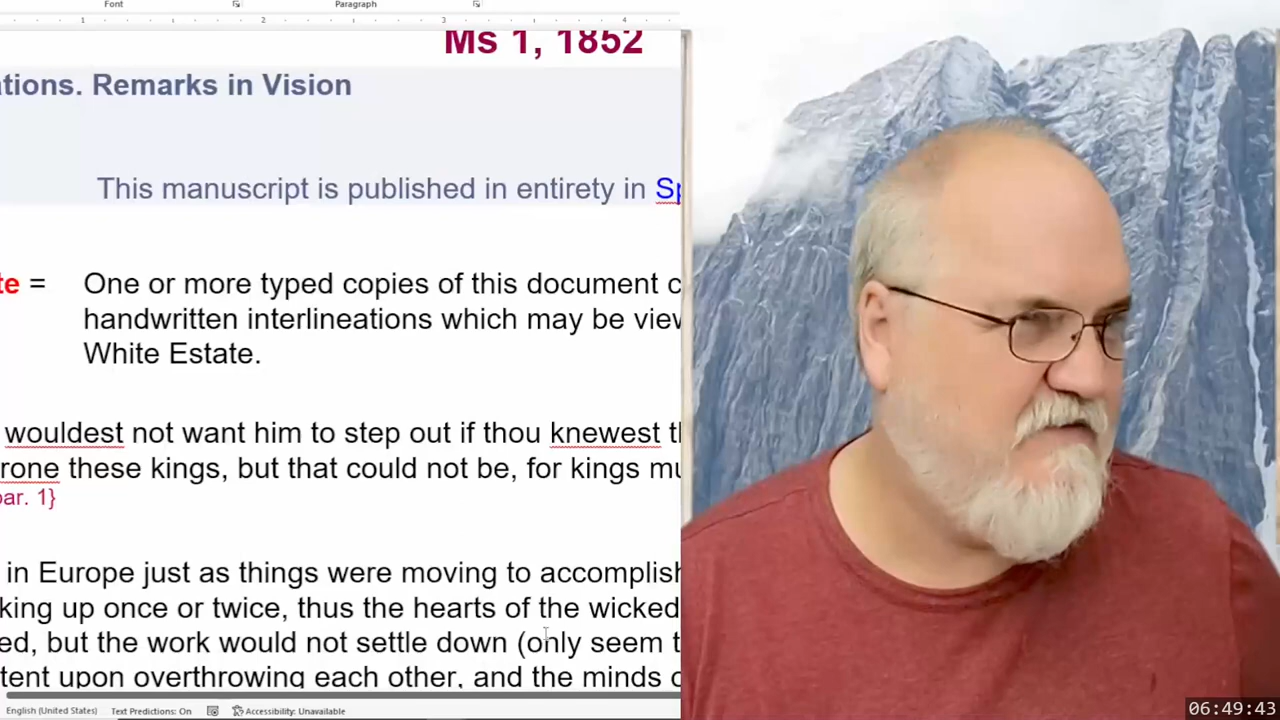 Font Paragraph
1 2 3 4
Ms 1, 1852
ations. Remarks in Vision
This manuscript is published in entirety in Sp
te = One or more typed copies of this document c
handwritten interlineations which may be view
White Estate.
wouldest not want him to step out if thou knewest th
rone these kings, but that could not be, for kings mu
par. 1}
in Europe just as things were moving to accomplish
king up once or twice, thus the hearts of the wicked
ed, but the work would not settle down (only seem t
tent upon overthrowing each other, and the minds o
English (United States) Text Predictions: On Accessibility: Unavailable
06:49:43